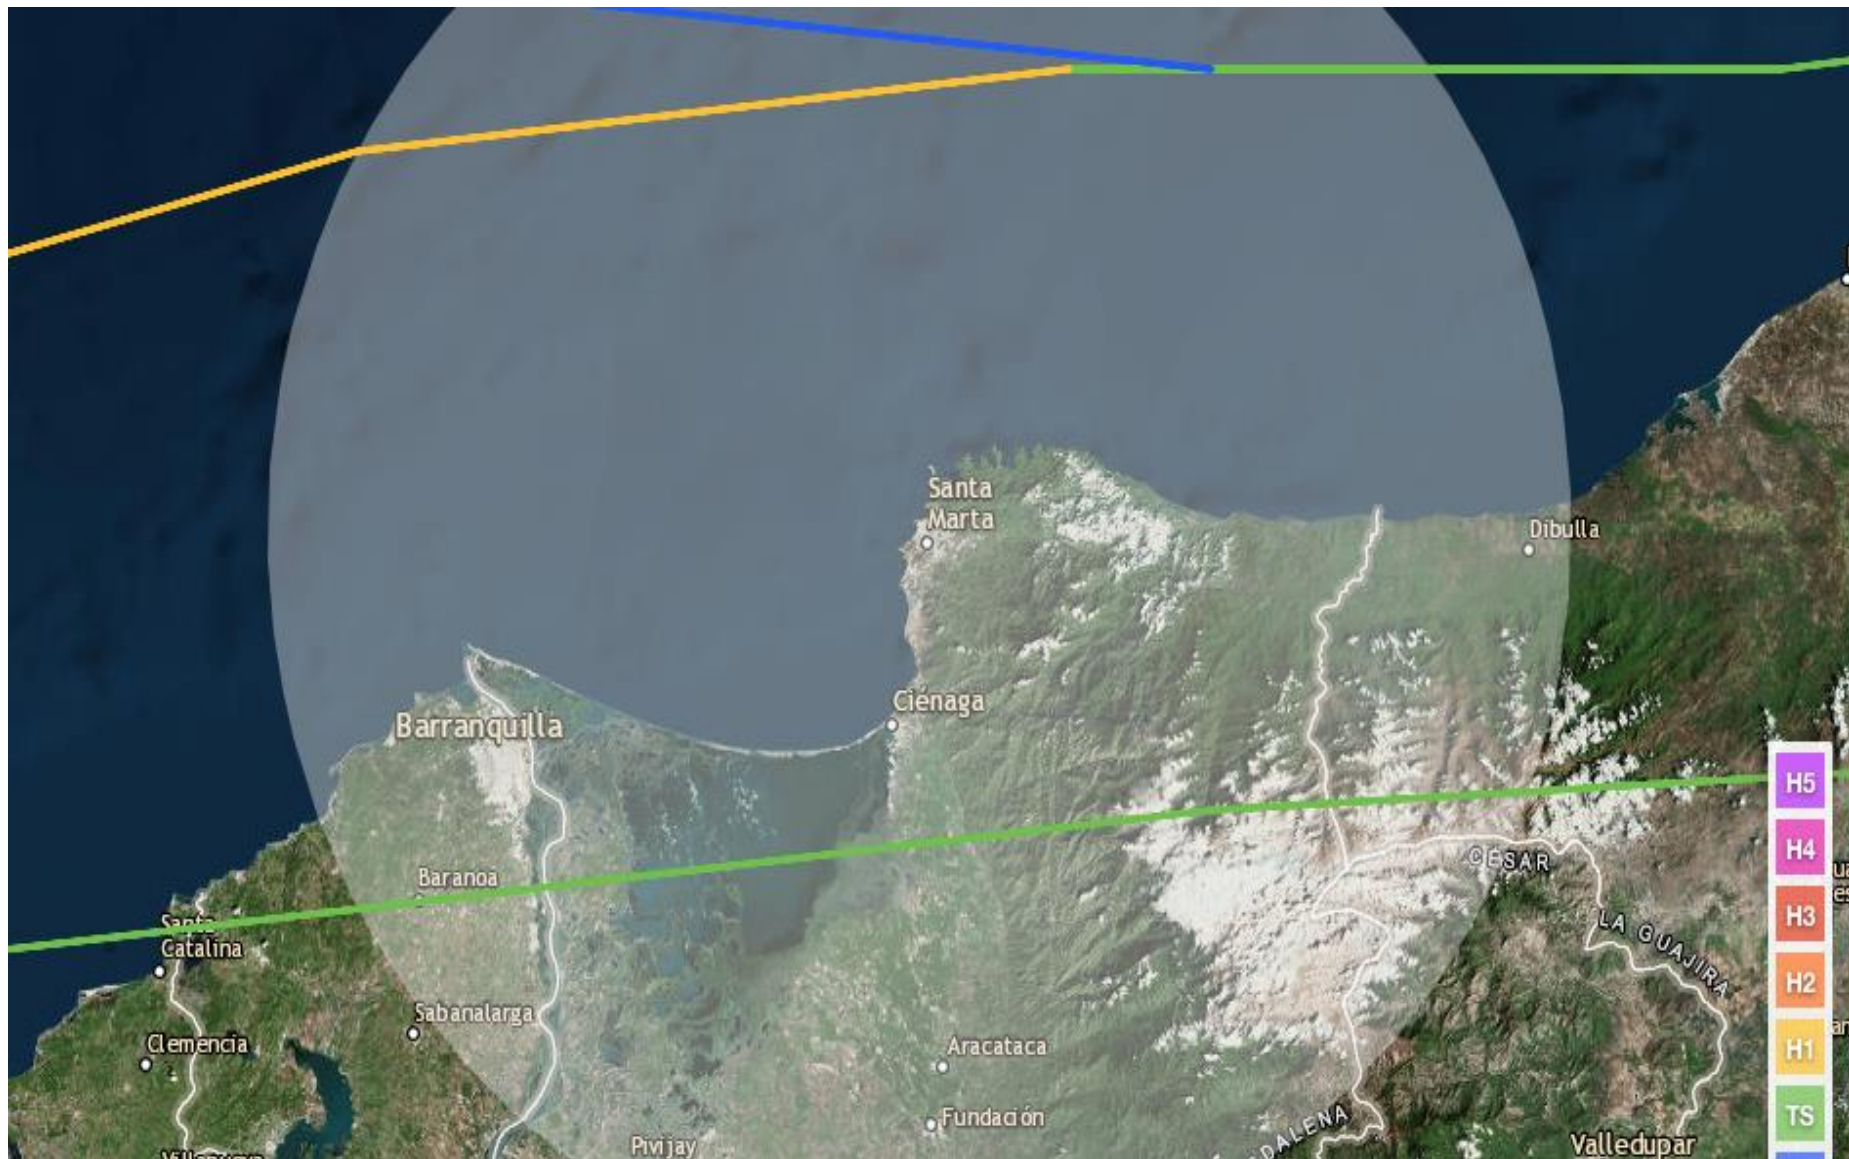 Santa
Marta
Dibulla
Ciénaga
Barranquilla
H5
H4
CESAR
Baranoa
H3
LA GUAJIRA
Santa
Catalina
H2
Sabanalarga
Clemencia
Aracataca
H1
Fundación
TS
Pivijay
Valledupar